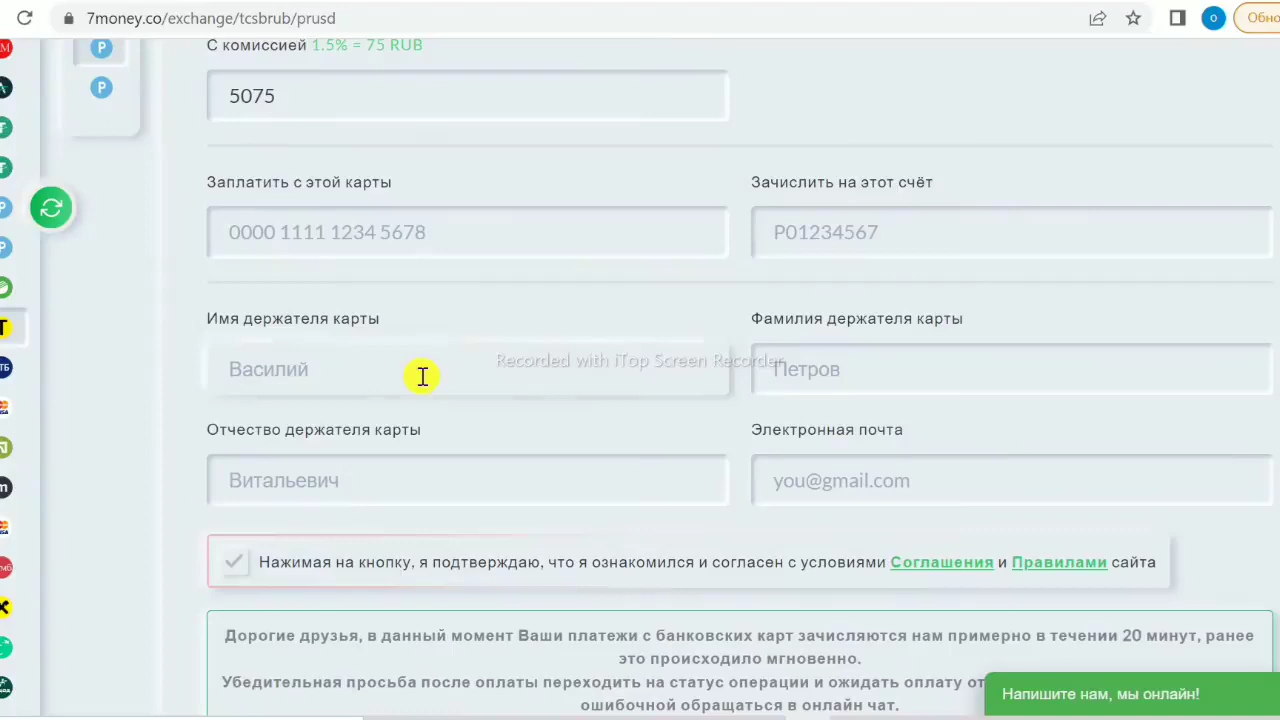 7money.co/exchange/tcsbrub/prusd
О
Обно
С комиссией 1.5% = 75 RUB
5075
Заплатить с этой карты
Зачислить на этот счёт
0000 1111 1234 5678
P01234567
Имя держателя карты
Фамилия держателя карты
Recorded with iTop Screen Recorder
Василий
Петров
Отчество держателя карты
Электронная почта
Витальевич
you@gmail.com
Нажимая на кнопку, я подтверждаю, что я ознакомился и согласен с условиями Соглашения и Правилами сайта
Дорогие друзья, в данный момент Ваши платежи с банковских карт зачисляются нам примерно в течении 20 минут, ранее
это происходило мгновенно.
Убедительная просьба после оплаты переходить на статус операции и ожидать оплату от
ошибочной обращаться в онлайн чат.
Напишите нам, мы онлайн!